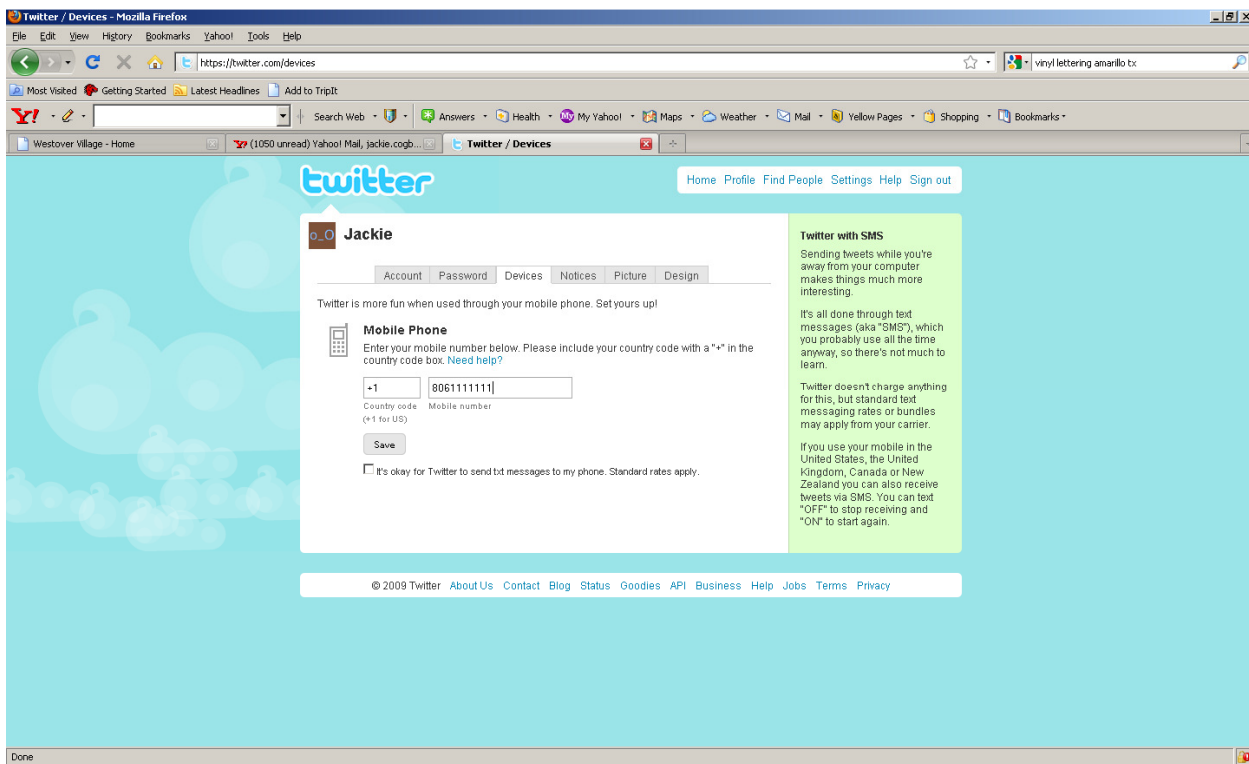 Twitter / Devices - Mozilla Firefox
File Edit View History Bookmarks Yahoo! Tools Help
https://twitter.com/devices vinyl lettering amarillo tx
Most Visited Getting Started Latest Headlines Add to TripIt
Y! Search Web Answers Health My Yahoo! Maps Weather Mail Yellow Pages Shopping Bookmarks
Westover Village - Home (1050 unread) Yahoo! Mail, jackie.cogb... Twitter / Devices
twitter
Home Profile Find People Settings Help Sign out
o_O Jackie
Account Password Devices Notices Picture Design
Twitter is more fun when used through your mobile phone. Set yours up!
Mobile Phone
Enter your mobile number below. Please include your country code with a "+" in the
country code box. Need help?
+1 8061111111
Country code Mobile number
(+1 for US)
Save
It's okay for Twitter to send txt messages to my phone. Standard rates apply.
Twitter with SMS
Sending tweets while you're
away from your computer
makes things much more
interesting.
It's all done through text
messages (aka "SMS"), which
you probably use all the time
anyway, so there's not much to
learn.
Twitter doesn't charge anything
for this, but standard text
messaging rates or bundles
may apply from your carrier.
If you use your mobile in the
United States, the United
Kingdom, Canada or New
Zealand you can also receive
tweets via SMS. You can text
"OFF" to stop receiving and
"ON" to start again.
© 2009 Twitter About Us Contact Blog Status Goodies API Business Help Jobs Terms Privacy
Done